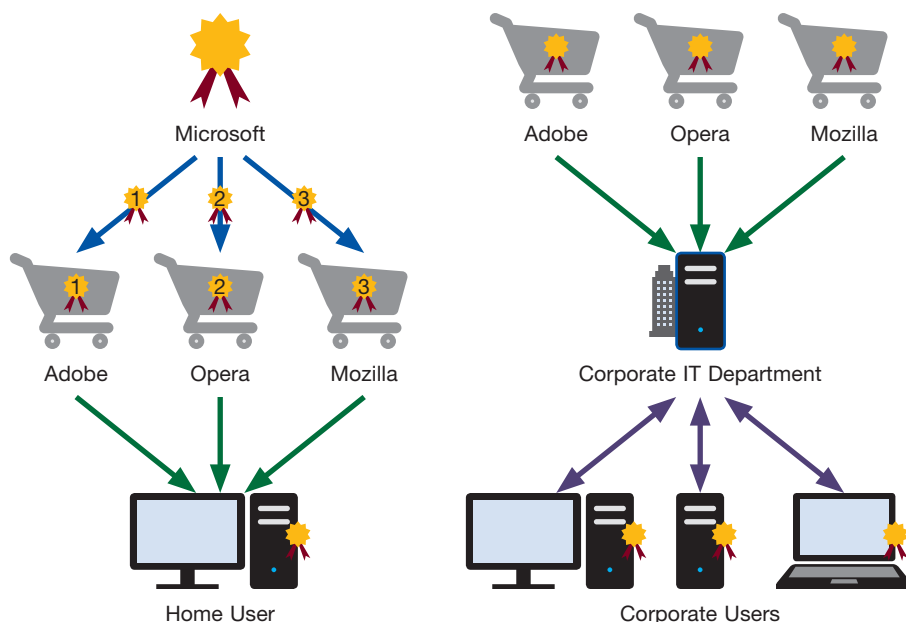 Microsoft
1
2
3
1
2
3
Adobe
Opera
Mozilla
Home User
Adobe
Opera
Mozilla
Corporate IT Department
Corporate Users